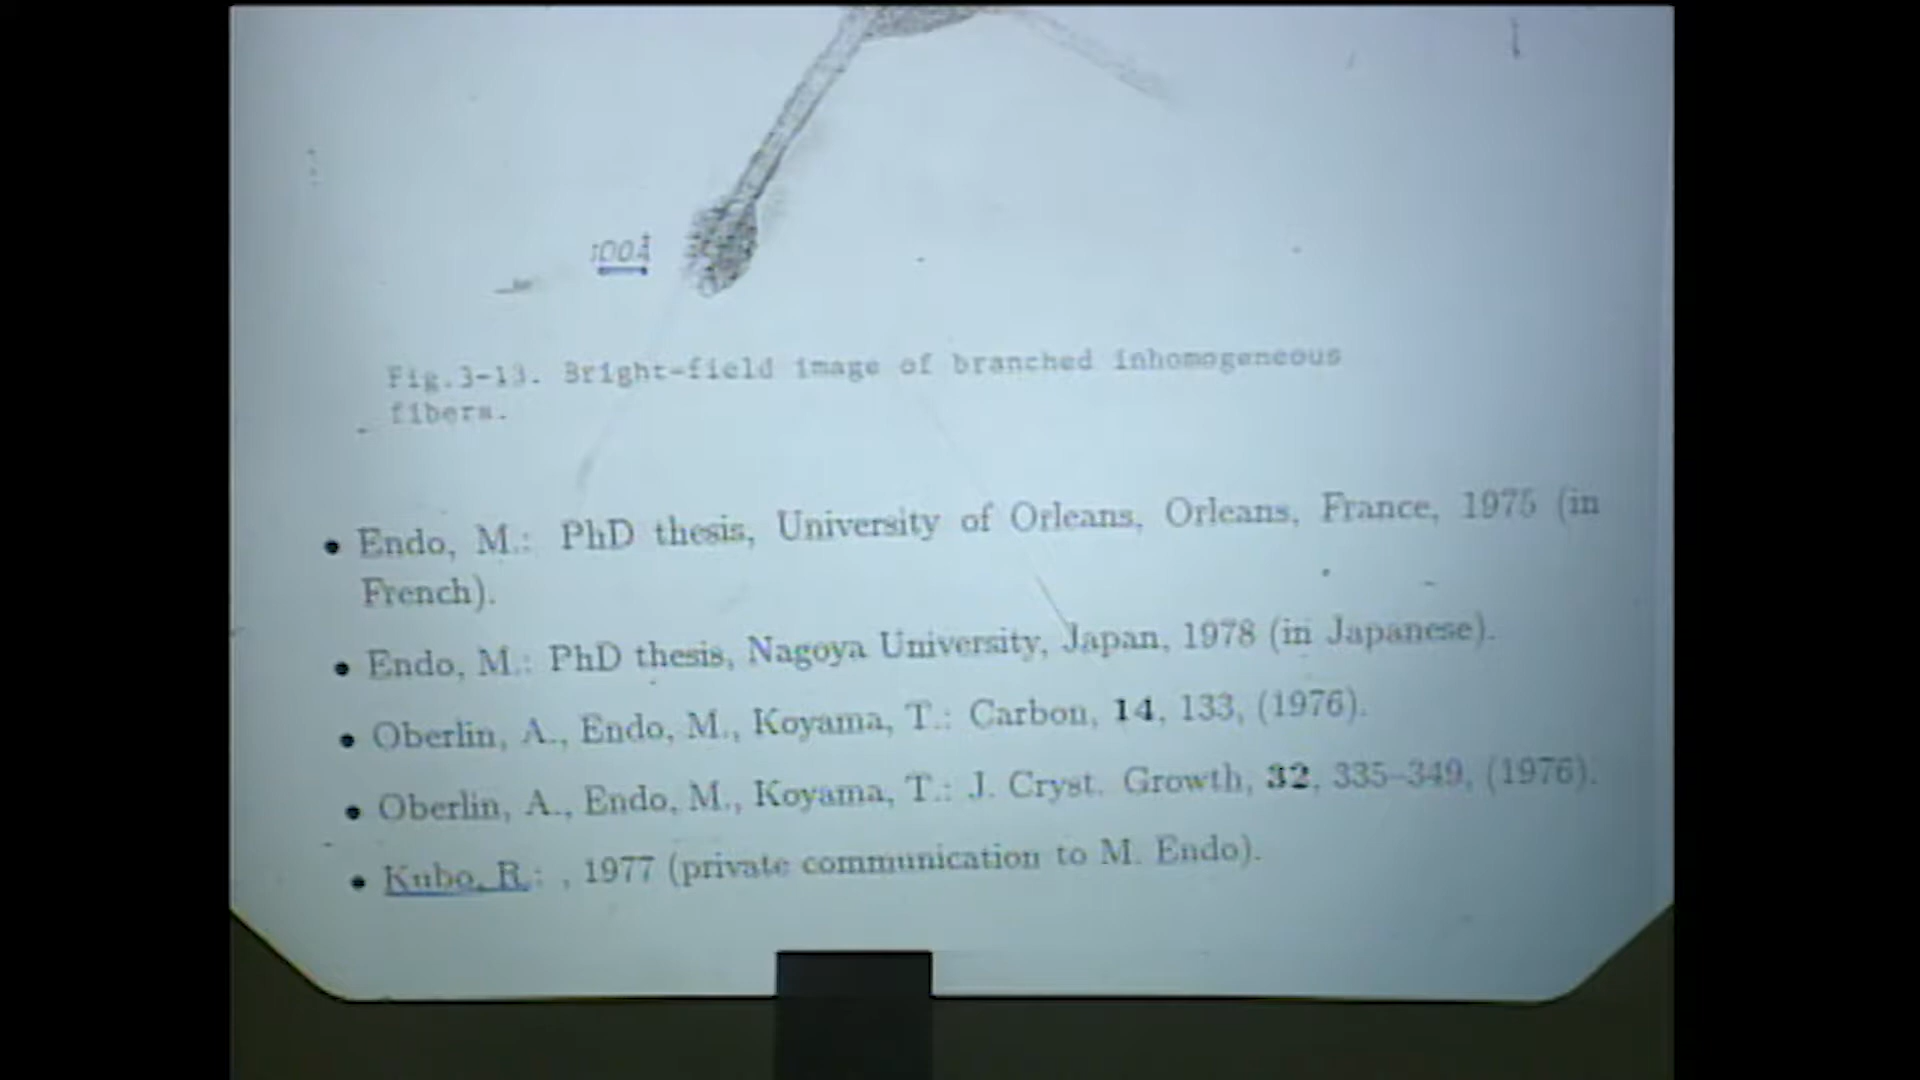 100Å
Fig.3-13. Bright-field image of branched inhomogeneous
fibers.
• Endo, M.: PhD thesis, University of Orleans, Orleans, France, 1975 (in
French).
• Endo, M.: PhD thesis, Nagoya University, Japan, 1978 (in Japanese).
• Oberlin, A., Endo, M., Koyama, T.: Carbon, 14, 133, (1976).
• Oberlin, A., Endo, M., Koyama, T.: J. Cryst. Growth, 32, 335–349, (1976).
• Kubo, R.: , 1977 (private communication to M. Endo).